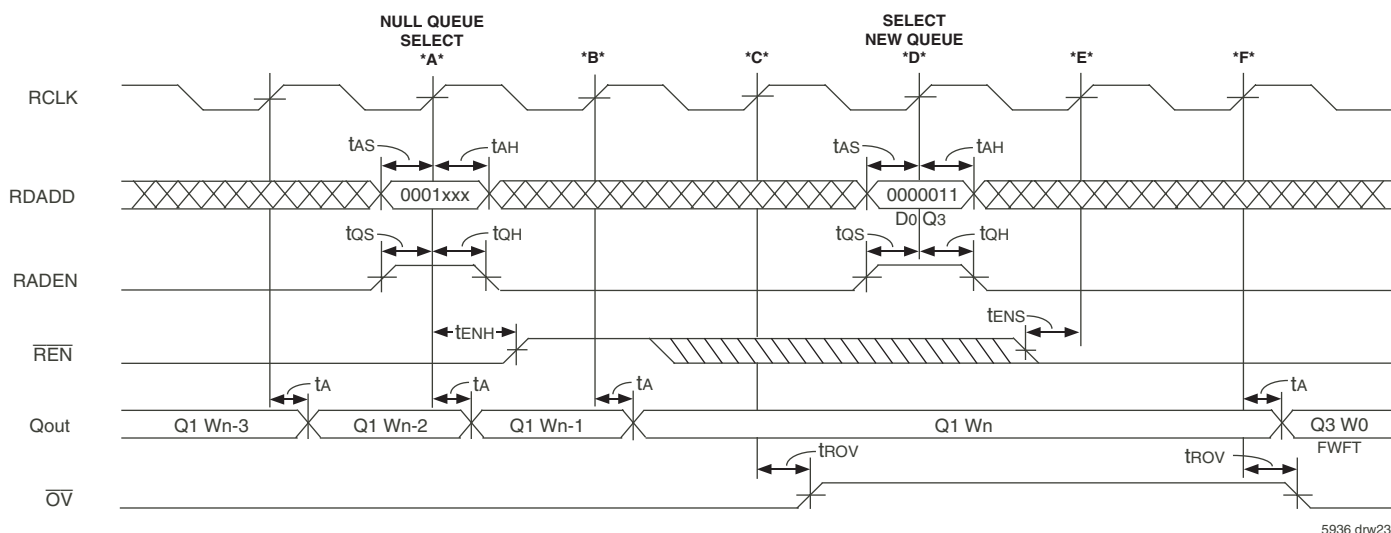 NULL QUEUE
SELECT
*A*
*B*
*C*
SELECT
NEW QUEUE
*D*
*E*
*F*
RCLK
tAS
tAH
tAS
tAH
RDADD
0001xxx
0000011
D0 Q3
tQS
tQH
tQS
tQH
RADEN
tENH
tENS
REN
tA
tA
tA
tA
Qout
Q1 Wn-3
Q1 Wn-2
Q1 Wn-1
Q1 Wn
Q3 W0
FWFT
tROV
tROV
OV
5936 drw23